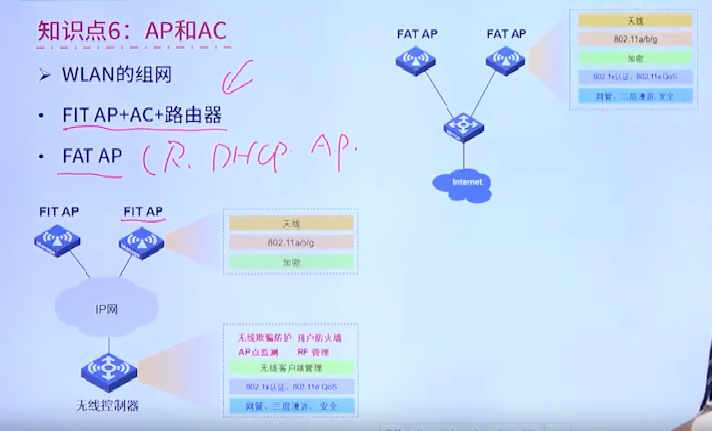 知识点6：AP和AC
➢ WLAN的组网
• FIT AP+AC+路由器
• FAT AP (R. DHCP. AP.
FIT AP
FIT AP
天线
802.11a/b/g
加密
IP网
无线欺骗防护 用户防火墙
AP点监测 RF 管理
无线客户端管理
802.1x认证、802.11e QoS
网管、三层漫游、安全
无线控制器
FAT AP
FAT AP
天线
802.11a/b/g
加密
802.1x认证、802.11e QoS
网管、三层漫游、安全
Internet